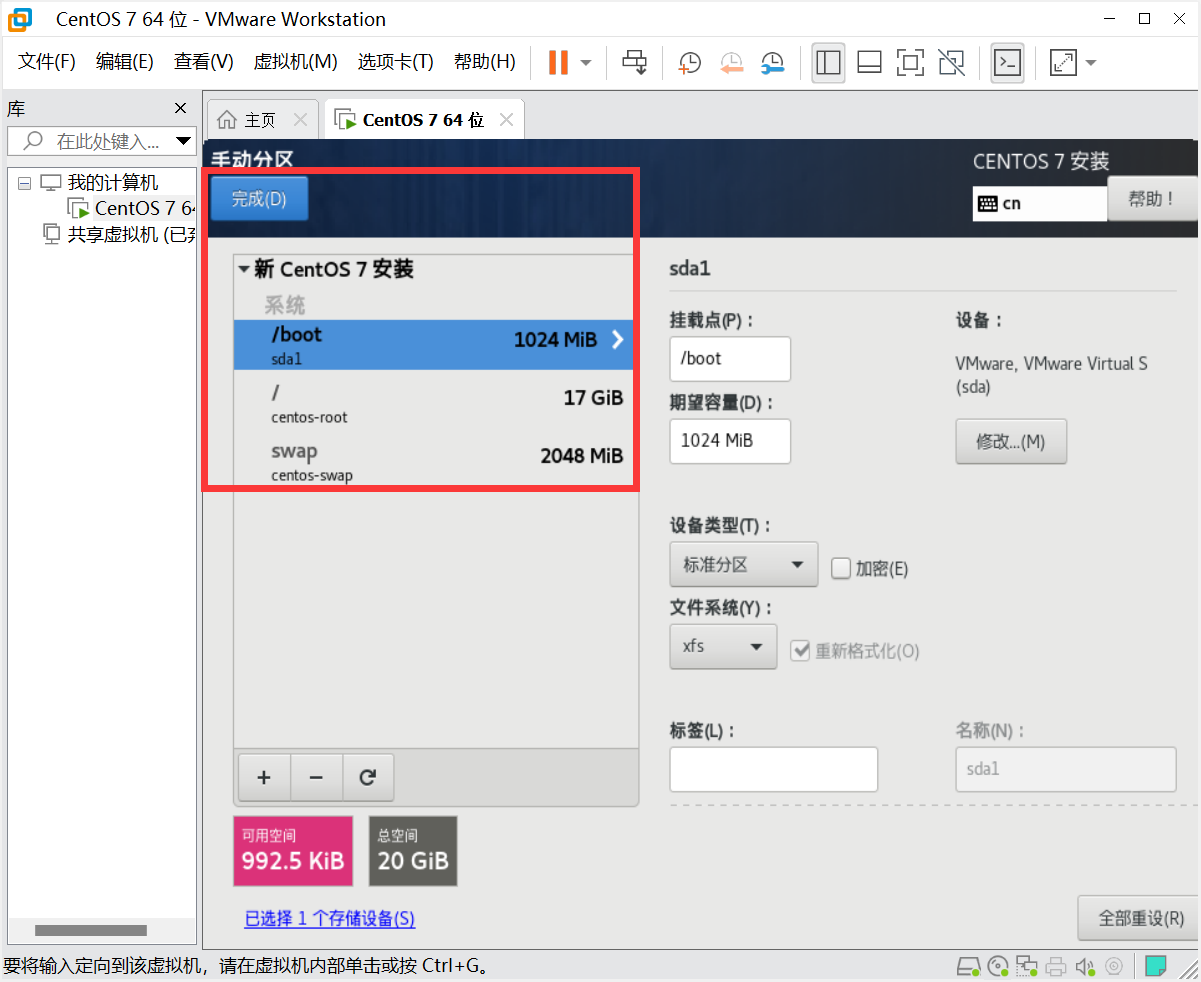 CentOS 7 64 位 - VMware Workstation
文件(F) 编辑(E) 查看(V) 虚拟机(M) 选项卡(T) 帮助(H)
库
在此处键入...
我的计算机
CentOS 7 64
共享虚拟机 (已
主页
CentOS 7 64 位
手动分区
CENTOS 7 安装
完成(D)
cn
帮助！
新 CentOS 7 安装
系统
/boot 1024 MiB
sda1
/ 17 GiB
centos-root
swap 2048 MiB
centos-swap
sda1
挂载点(P)：
/boot
期望容量(D)：
1024 MiB
设备：
VMware, VMware Virtual S
(sda)
修改...(M)
设备类型(T)：
标准分区
加密(E)
文件系统(Y)：
xfs
重新格式化(O)
标签(L)：
名称(N)：
sda1
+ −
可用空间
992.5 KiB
总空间
20 GiB
已选择 1 个存储设备(S)
全部重设(R)
要将输入定向到该虚拟机，请在虚拟机内部单击或按 Ctrl+G。